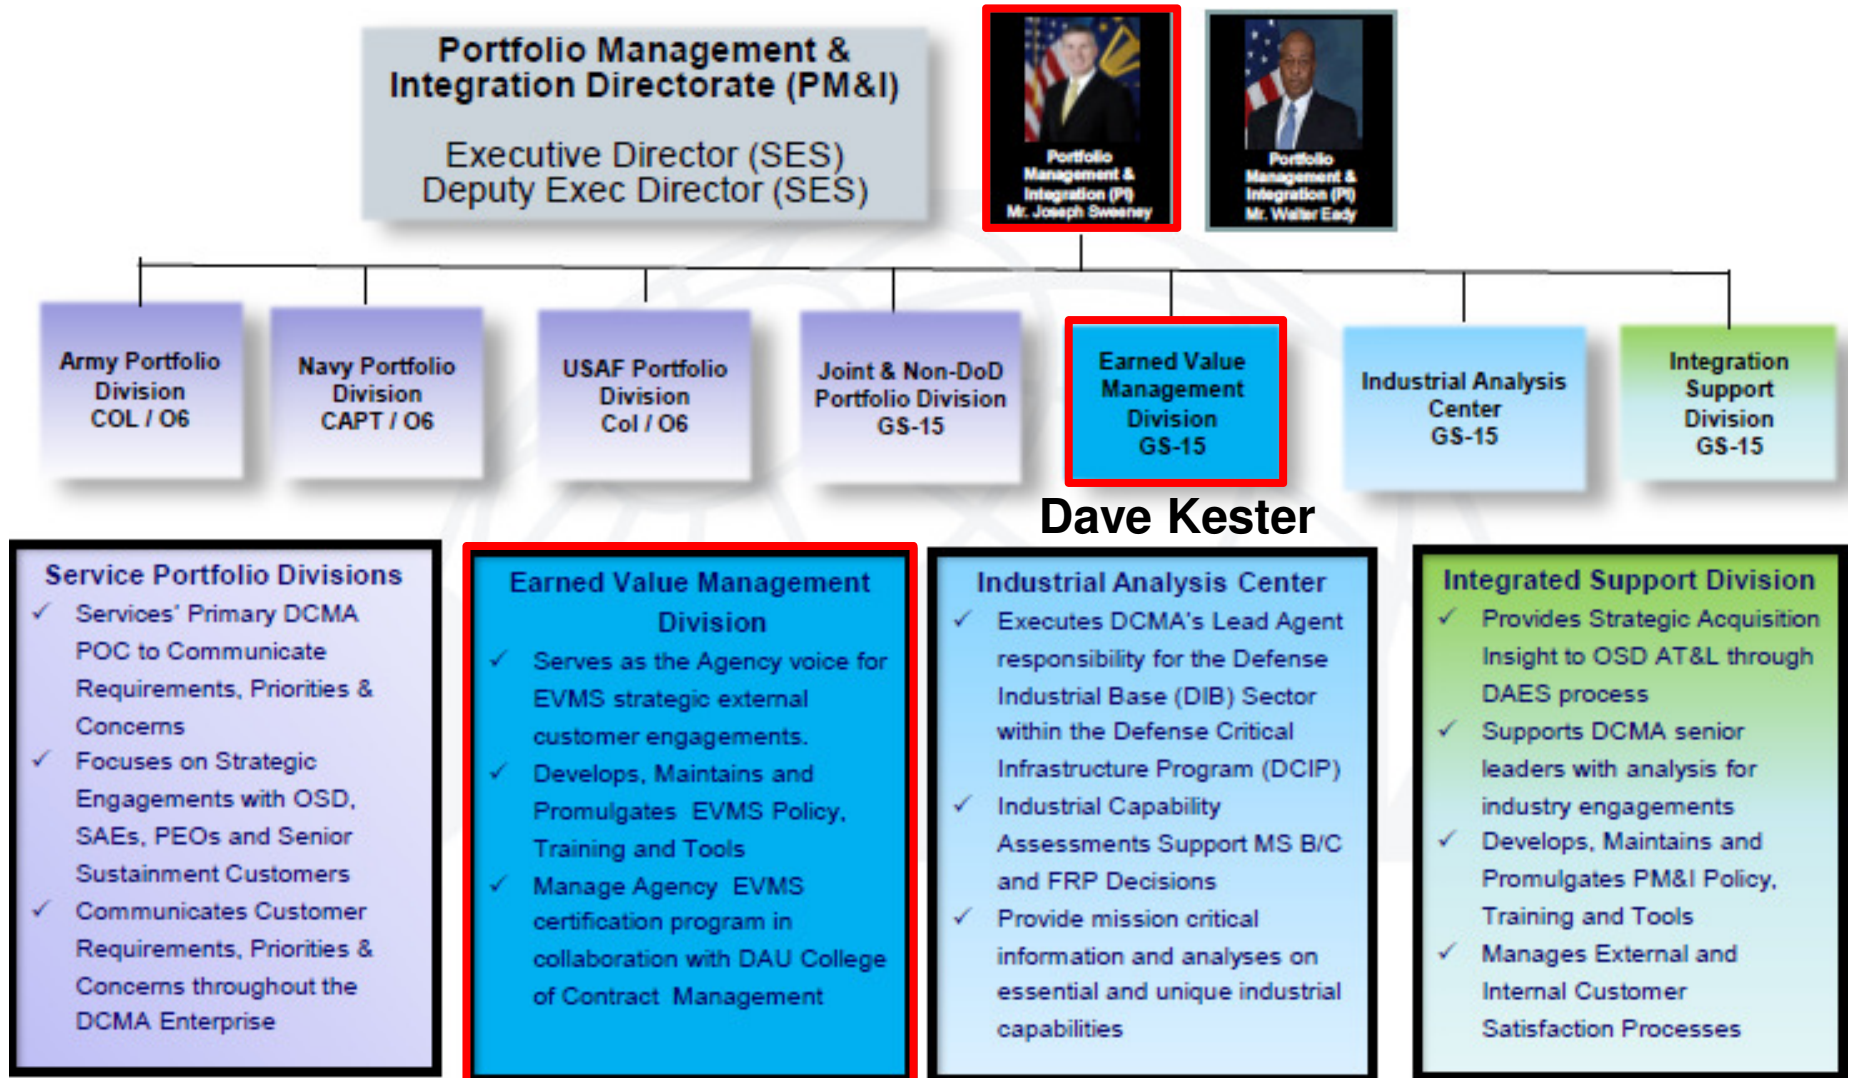 Portfolio Management &
Integration Directorate (PM&I)
Executive Director (SES)
Deputy Exec Director (SES)
Portfolio
Management &
Integration (PI)
Mr. Joseph Sweeney
Portfolio
Management &
Integration (PI)
Mr. Walter Eady
Army Portfolio
Division
COL / O6
Navy Portfolio
Division
CAPT / O6
USAF Portfolio
Division
Col / O6
Joint & Non-DoD
Portfolio Division
GS-15
Earned Value
Management
Division
GS-15
Industrial Analysis
Center
GS-15
Integration
Support
Division
GS-15
Dave Kester
Service Portfolio Divisions
✓ Services' Primary DCMA
POC to Communicate
Requirements, Priorities &
Concerns
✓ Focuses on Strategic
Engagements with OSD,
SAEs, PEOs and Senior
Sustainment Customers
✓ Communicates Customer
Requirements, Priorities &
Concerns throughout the
DCMA Enterprise
Earned Value Management
Division
✓ Serves as the Agency voice for
EVMS strategic external
customer engagements.
✓ Develops, Maintains and
Promulgates EVMS Policy,
Training and Tools
✓ Manage Agency EVMS
certification program in
collaboration with DAU College
of Contract Management
Industrial Analysis Center
✓ Executes DCMA's Lead Agent
responsibility for the Defense
Industrial Base (DIB) Sector
within the Defense Critical
Infrastructure Program (DCIP)
✓ Industrial Capability
Assessments Support MS B/C
and FRP Decisions
✓ Provide mission critical
information and analyses on
essential and unique industrial
capabilities
Integrated Support Division
✓ Provides Strategic Acquisition
Insight to OSD AT&L through
DAES process
✓ Supports DCMA senior
leaders with analysis for
industry engagements
✓ Develops, Maintains and
Promulgates PM&I Policy,
Training and Tools
✓ Manages External and
Internal Customer
Satisfaction Processes